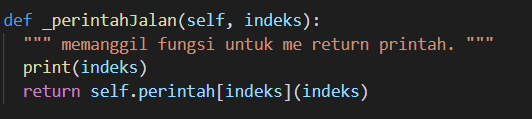 def _perintahJalan(self, indeks):
""" memanggil fungsi untuk me return printah. """
print(indeks)
return self.perintah[indeks](indeks)